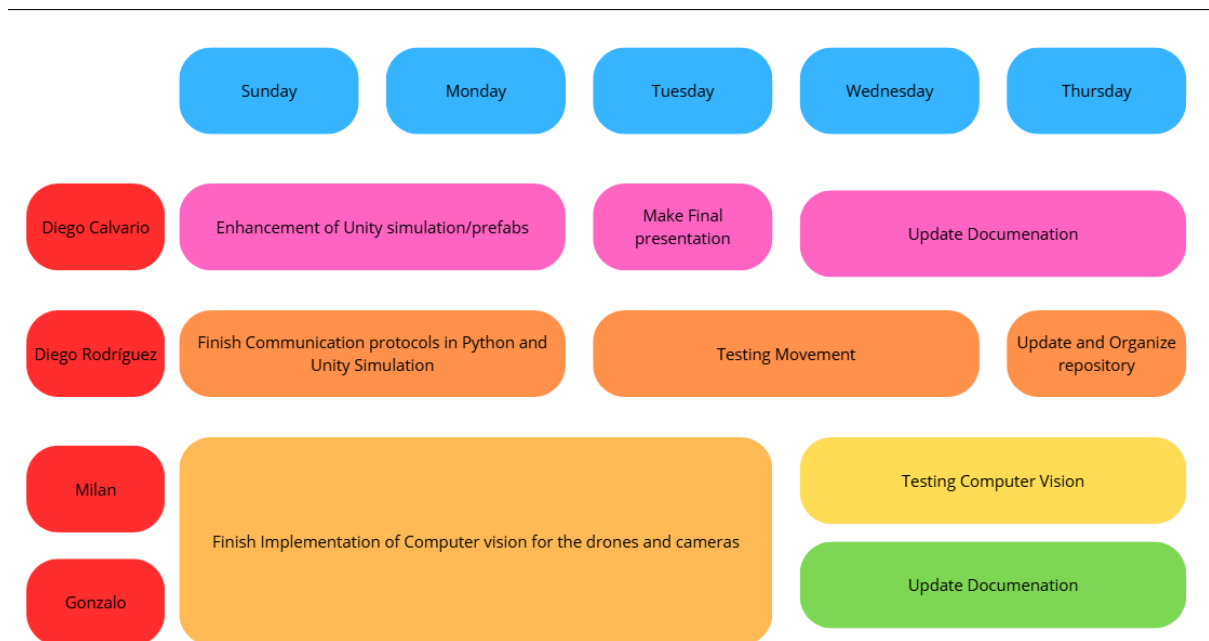 Sunday
Monday
Tuesday
Wednesday
Thursday
Diego Calvario
Enhancement of Unity simulation/prefabs
Make Final
presentation
Update Documenation
Diego Rodríguez
Finish Communication protocols in Python and
Unity Simulation
Testing Movement
Update and Organize
repository
Milan
Finish Implementation of Computer vision for the drones and cameras
Testing Computer Vision
Gonzalo
Update Documenation